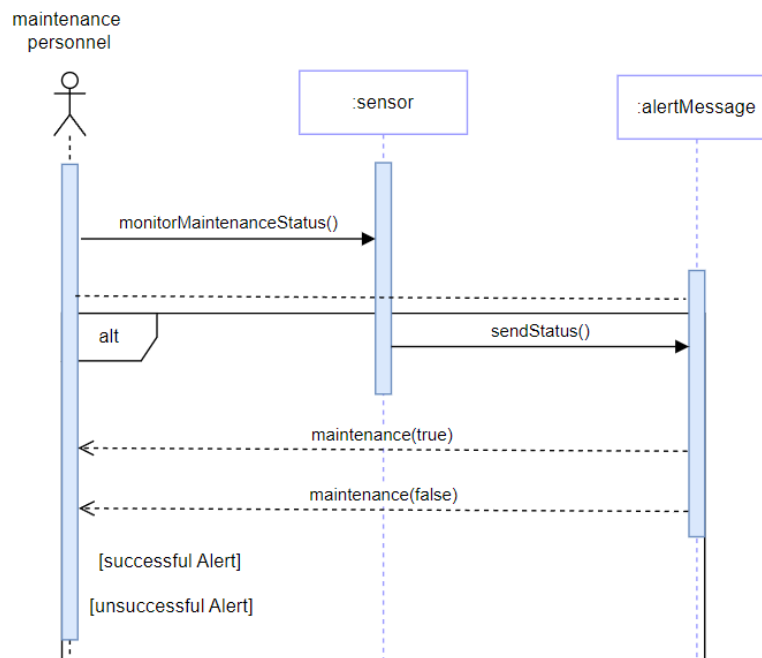 maintenance
personnel
:sensor
:alertMessage
monitorMaintenanceStatus()
alt
sendStatus()
maintenance(true)
maintenance(false)
[successful Alert]
[unsuccessful Alert]